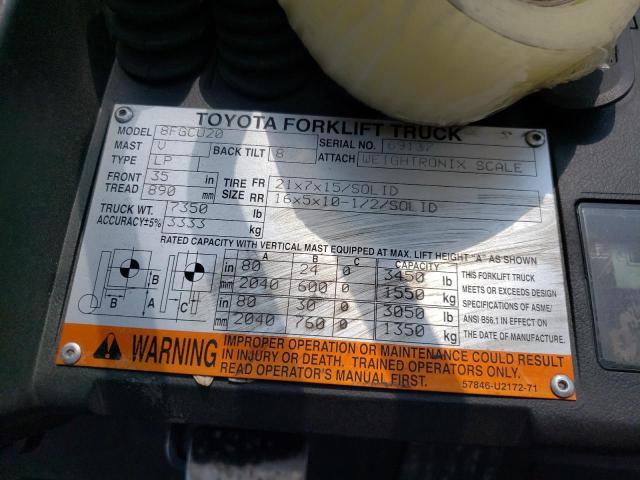 TOYOTA FORKLIFT TRUCK
MODEL 8FGCU20 SERIAL NO. 69137
MAST V BACK TILT 8 ATTACH WEIGHTRONIX SCALE
TYPE LP
FRONT 35 in TIRE FR 21x7x15/SOLID
TREAD 890 mm SIZE RR 16x5x10-1/2/SOLID
TRUCK WT. 7350 lb
ACCURACY±5% 3333 kg
RATED CAPACITY WITH VERTICAL MAST EQUIPPED AT MAX. LIFT HEIGHT "A" AS SHOWN
A B C CAPACITY
in 80 24 0 lb THIS FORKLIFT TRUCK
mm 2040 600 0 1550 kg MEETS OR EXCEEDS DESIGN
in 80 30 0 3050 lb SPECIFICATIONS OF ASME/
mm 2040 760 0 1350 kg ANSI B56.1 IN EFFECT ON
THE DATE OF MANUFACTURE.
B
B A C
WARNING
IMPROPER OPERATION OR MAINTENANCE COULD RESULT
IN INJURY OR DEATH. TRAINED OPERATORS ONLY.
READ OPERATOR'S MANUAL FIRST.
57846-U2172-71